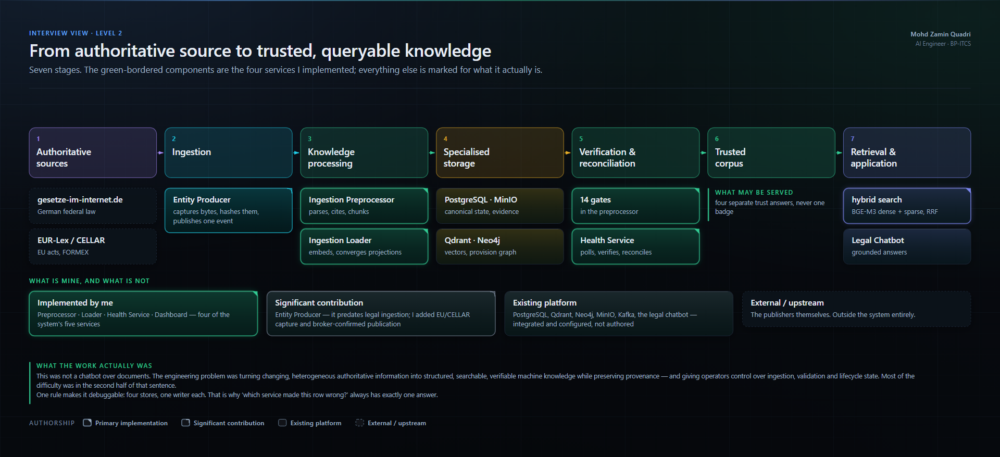 INTERVIEW VIEW · LEVEL 2
From authoritative source to trusted, queryable knowledge
Seven stages. The green-bordered components are the four services I implemented; everything else is marked for what it actually is.
Mohd Zamin Quadri
AI Engineer · BP-ITCS
1
Authoritative
sources
2
Ingestion
3
Knowledge
processing
4
Specialised
storage
5
Verification &
reconciliation
6
Trusted
corpus
7
Retrieval &
application
gesetze-im-internet.de
German federal law
EUR-Lex / CELLAR
EU acts, FORMEX
Entity Producer
captures bytes, hashes them,
publishes one event
Ingestion Preprocessor
parses, cites, chunks
Ingestion Loader
embeds, converges projections
PostgreSQL · MinIO
canonical state, evidence
Qdrant · Neo4j
vectors, provision graph
14 gates
in the preprocessor
Health Service
polls, verifies, reconciles
WHAT MAY BE SERVED
four separate trust answers, never one
badge
hybrid search
BGE-M3 dense + sparse, RRF
Legal Chatbot
grounded answers
WHAT IS MINE, AND WHAT IS NOT
Implemented by me
Preprocessor · Loader · Health Service · Dashboard — four of the
system's five services
Significant contribution
Entity Producer — it predates legal ingestion; I added EU/CELLAR
capture and broker-confirmed publication
Existing platform
PostgreSQL, Qdrant, Neo4j, MinIO, Kafka, the legal chatbot —
integrated and configured, not authored
External / upstream
The publishers themselves. Outside the system entirely.
WHAT THE WORK ACTUALLY WAS
This was not a chatbot over documents. The engineering problem was turning changing, heterogeneous authoritative information into structured, searchable, verifiable machine knowledge while preserving provenance — and giving operators control over ingestion, validation and lifecycle state. Most of the
difficulty was in the second half of that sentence.
One rule makes it debuggable: four stores, one writer each. That is why ‘which service made this row wrong?’ always has exactly one answer.
AUTHORSHIP
Primary implementation
Significant contribution
Existing platform
External / upstream